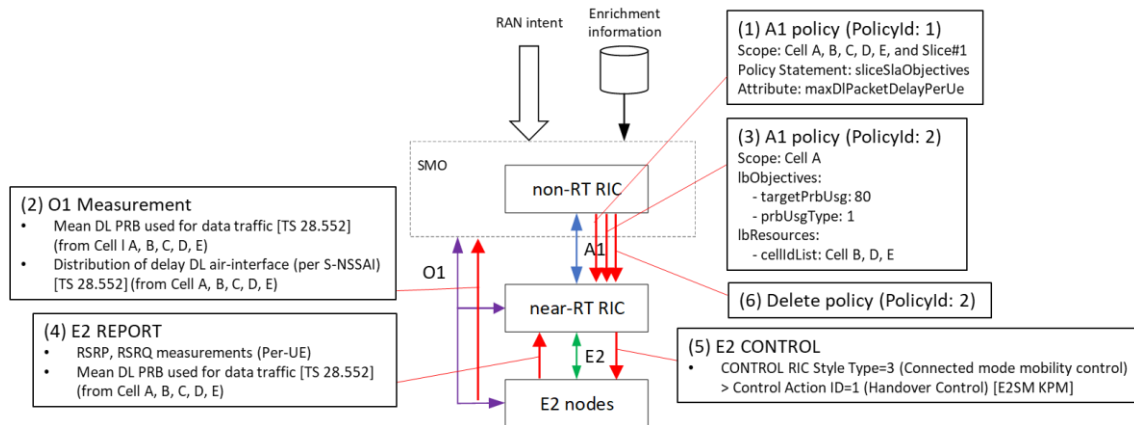 RAN intent
Enrichment
information
(1) A1 policy (PolicyId: 1)
Scope: Cell A, B, C, D, E, and Slice#1
Policy Statement: sliceSlaObjectives
Attribute: maxDlPacketDelayPerUe
(3) A1 policy (PolicyId: 2)
Scope: Cell A
lbObjectives:
- targetPrbUsg: 80
- prbUsgType: 1
lbResources:
- cellIdList: Cell B, D, E
SMO
non-RT RIC
(2) O1 Measurement
• Mean DL PRB used for data traffic [TS 28.552]
(from Cell l A, B, C, D, E)
• Distribution of delay DL air-interface (per S-NSSAI)
[TS 28.552] (from Cell A, B, C, D, E)
A1
O1
(6) Delete policy (PolicyId: 2)
near-RT RIC
(4) E2 REPORT
• RSRP, RSRQ measurements (Per-UE)
• Mean DL PRB used for data traffic [TS 28.552]
(from Cell A, B, C, D, E)
E2
(5) E2 CONTROL
• CONTROL RIC Style Type=3 (Connected mode mobility control)
> Control Action ID=1 (Handover Control) [E2SM KPM]
E2 nodes